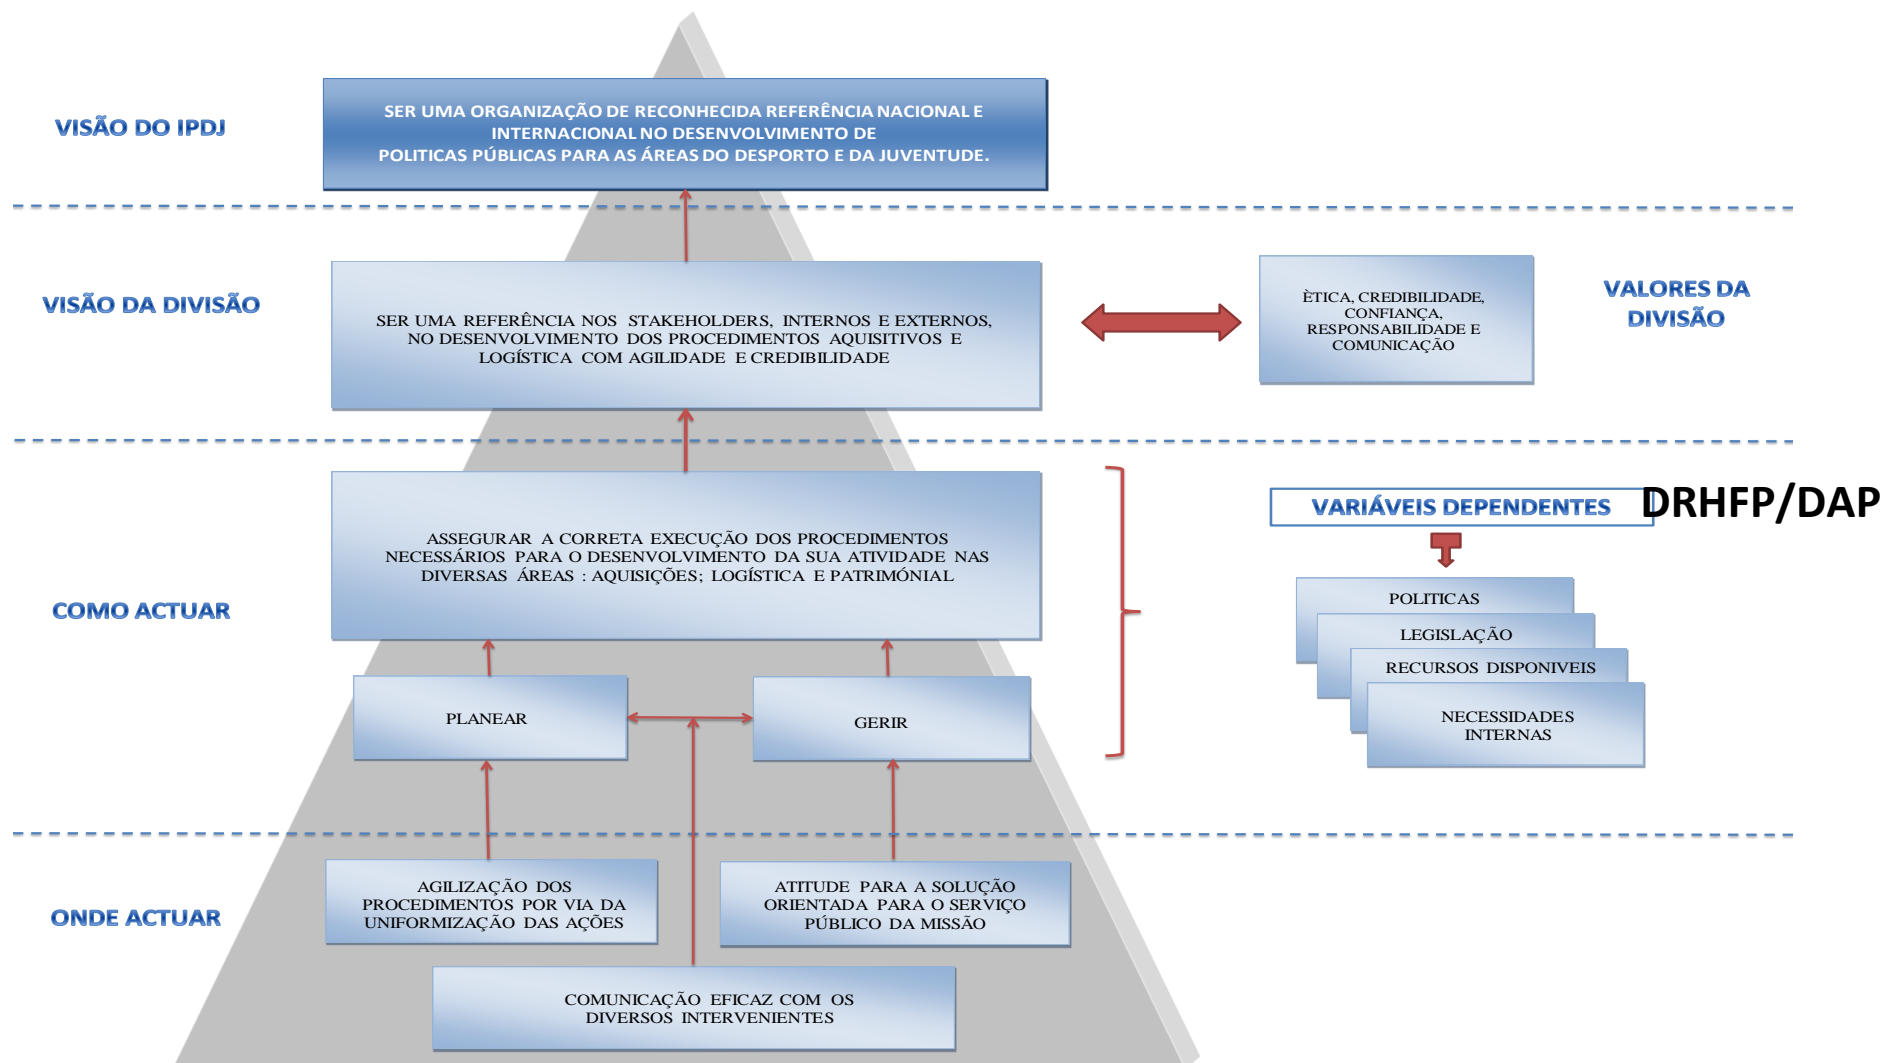 VISÃO DO IPDJ
SER UMA ORGANIZAÇÃO DE RECONHECIDA REFERÊNCIA NACIONAL E
INTERNACIONAL NO DESENVOLVIMENTO DE
POLITICAS PÚBLICAS PARA AS ÁREAS DO DESPORTO E DA JUVENTUDE.
VISÃO DA DIVISÃO
SER UMA REFERÊNCIA NOS STAKEHOLDERS, INTERNOS E EXTERNOS,
NO DESENVOLVIMENTO DOS PROCEDIMENTOS AQUISITIVOS E
LOGÍSTICA COM AGILIDADE E CREDIBILIDADE
ÈTICA, CREDIBILIDADE,
CONFIANÇA,
RESPONSABILIDADE E
COMUNICAÇÃO
VALORES DA
DIVISÃO
COMO ACTUAR
ASSEGURAR A CORRETA EXECUÇÃO DOS PROCEDIMENTOS
NECESSÁRIOS PARA O DESENVOLVIMENTO DA SUA ATIVIDADE NAS
DIVERSAS ÁREAS : AQUISIÇÕES; LOGÍSTICA E PATRIMÓNIAL
PLANEAR
GERIR
VARIÁVEIS DEPENDENTES
DRHFP/DAP
POLITICAS
LEGISLAÇÃO
RECURSOS DISPONIVEIS
NECESSIDADES
INTERNAS
ONDE ACTUAR
AGILIZAÇÃO DOS
PROCEDIMENTOS POR VIA DA
UNIFORMIZAÇÃO DAS AÇÕES
ATITUDE PARA A SOLUÇÃO
ORIENTADA PARA O SERVIÇO
PÚBLICO DA MISSÃO
COMUNICAÇÃO EFICAZ COM OS
DIVERSOS INTERVENIENTES